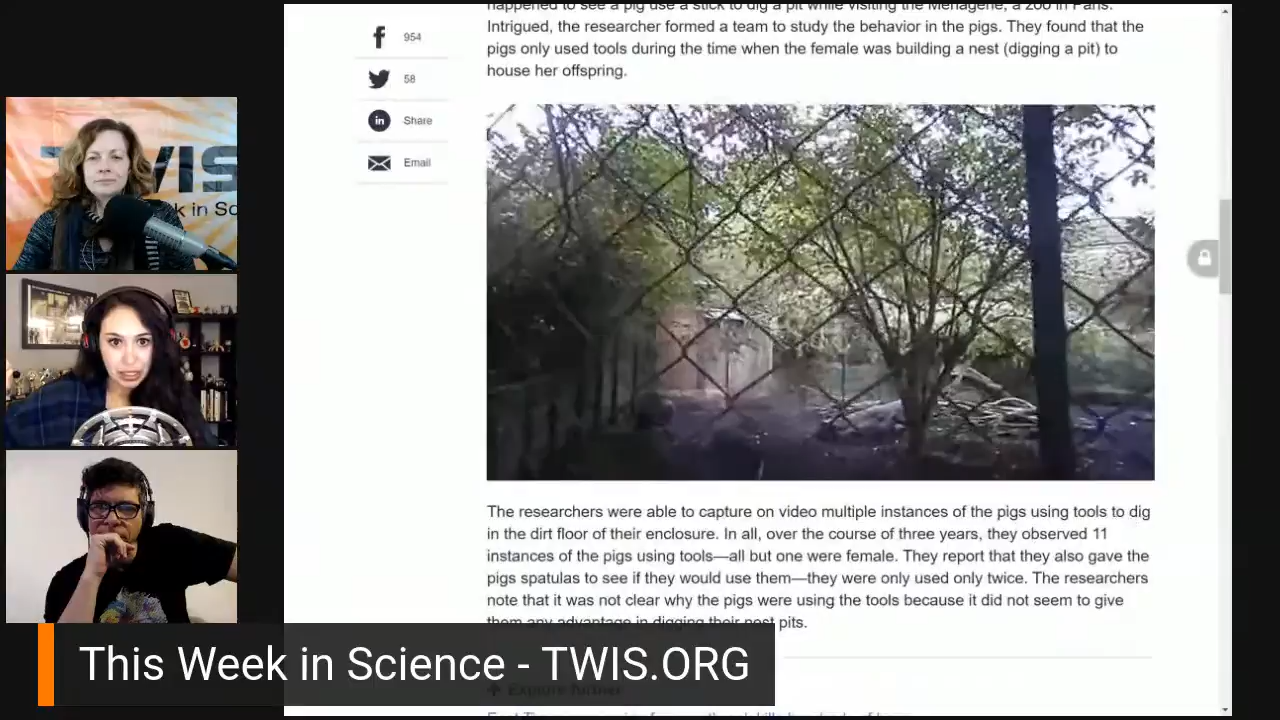 954
58
Share
Email
happened to see a pig use a stick to dig a pit while visiting the Menagerie, a zoo in Paris.
Intrigued, the researcher formed a team to study the behavior in the pigs. They found that the
pigs only used tools during the time when the female was building a nest (digging a pit) to
house her offspring.
The researchers were able to capture on video multiple instances of the pigs using tools to dig
in the dirt floor of their enclosure. In all, over the course of three years, they observed 11
instances of the pigs using tools—all but one were female. They report that they also gave the
pigs spatulas to see if they would use them—they were only used only twice. The researchers
note that it was not clear why the pigs were using the tools because it did not seem to give
them any advantage in digging their nest pits.
Explore further
TWIS
k in Sc
This Week in Science - TWIS.ORG